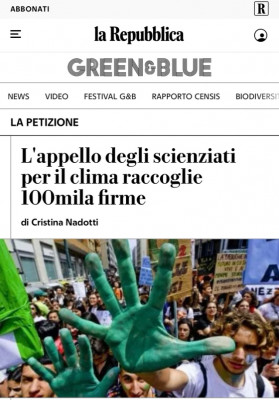 ABBONATI
R
la Repubblica
GREEN&BLUE
NEWS VIDEO FESTIVAL G&B RAPPORTO CENSIS BIODIVERSI
LA PETIZIONE
L'appello degli scienziati
per il clima raccoglie
100mila firme
di Cristina Nadotti